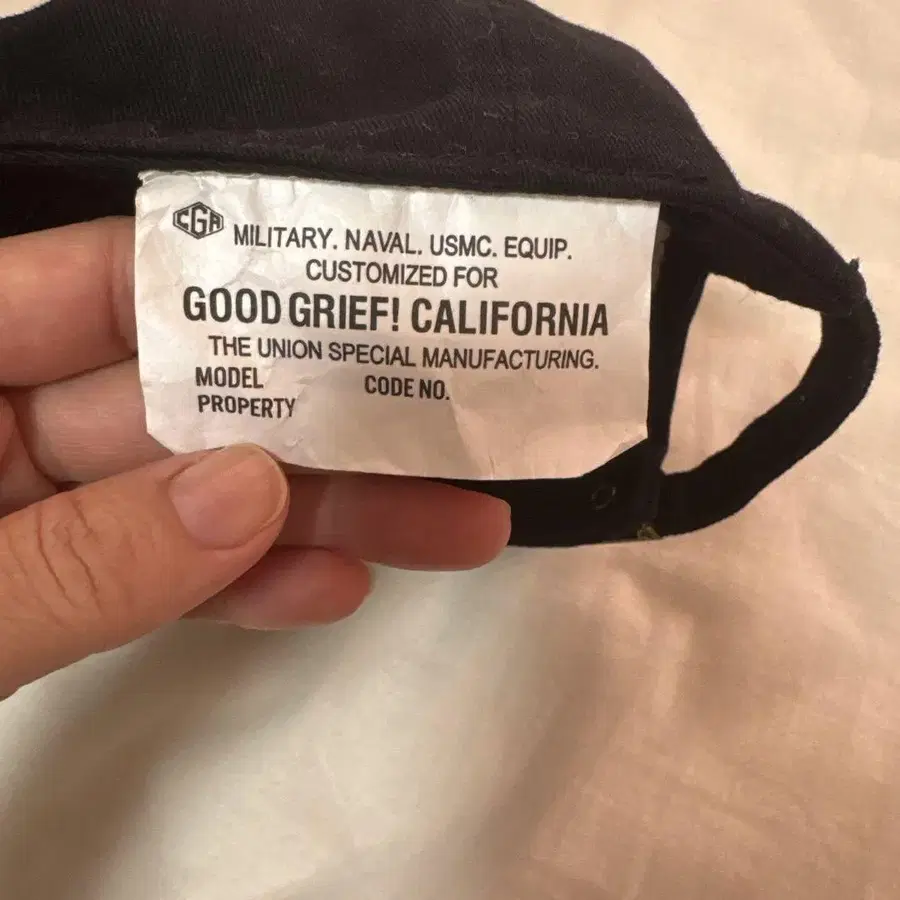 CGA
MILITARY. NAVAL. USMC. EQUIP.
CUSTOMIZED FOR
GOOD GRIEF! CALIFORNIA
THE UNION SPECIAL MANUFACTURING.
MODEL CODE NO.
PROPERTY